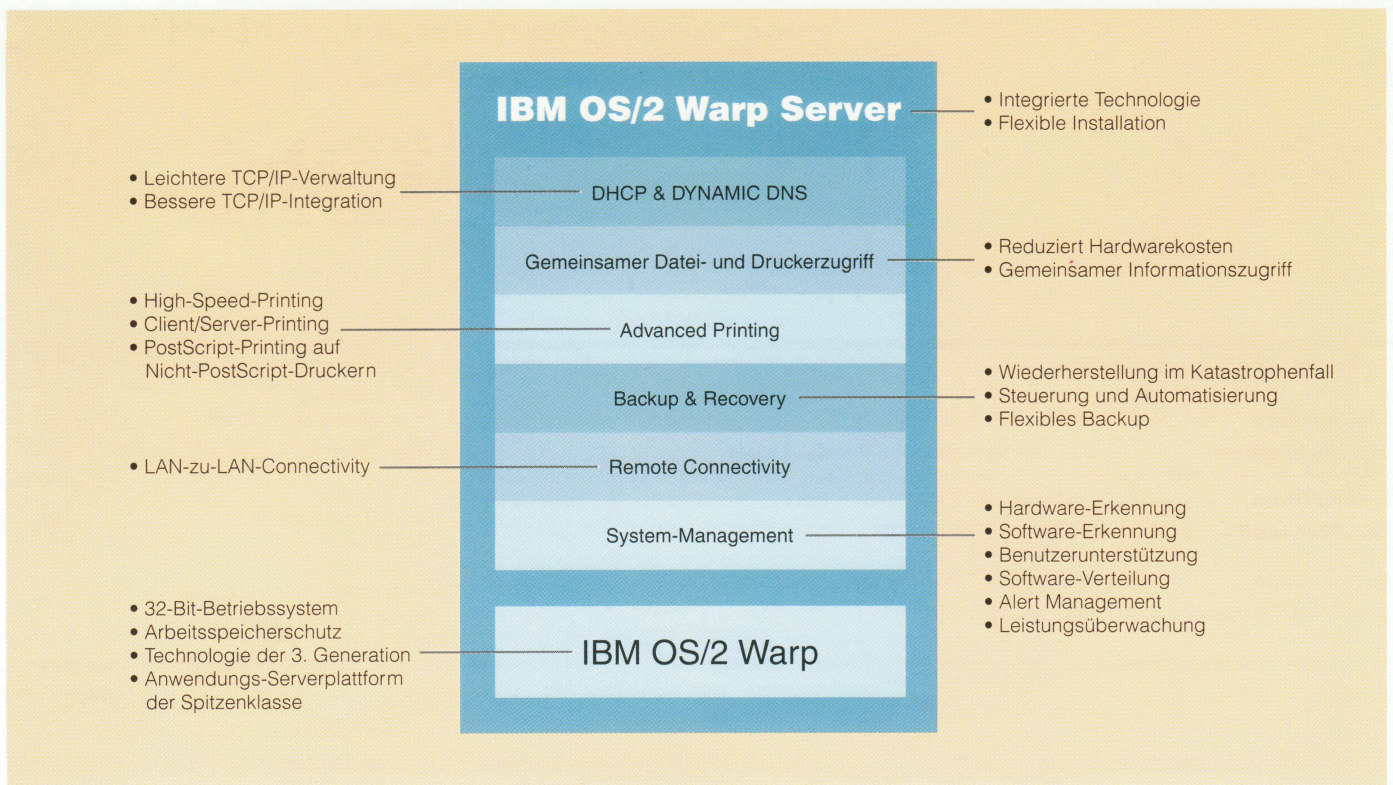 IBM OS/2 Warp Server
• Integrierte Technologie
• Flexible Installation
• Leichtere TCP/IP-Verwaltung
• Bessere TCP/IP-Integration
DHCP & DYNAMIC DNS
Gemeinsamer Datei- und Druckerzugriff
• Reduziert Hardwarekosten
• Gemeinsamer Informationszugriff
• High-Speed-Printing
• Client/Server-Printing
• PostScript-Printing auf
Nicht-PostScript-Druckern
Advanced Printing
Backup & Recovery
• Wiederherstellung im Katastrophenfall
• Steuerung und Automatisierung
• Flexibles Backup
• LAN-zu-LAN-Connectivity
Remote Connectivity
System-Management
• Hardware-Erkennung
• Software-Erkennung
• Benutzerunterstützung
• Software-Verteilung
• Alert Management
• Leistungsüberwachung
• 32-Bit-Betriebssystem
• Arbeitsspeicherschutz
• Technologie der 3. Generation
• Anwendungs-Serverplattform
der Spitzenklasse
IBM OS/2 Warp